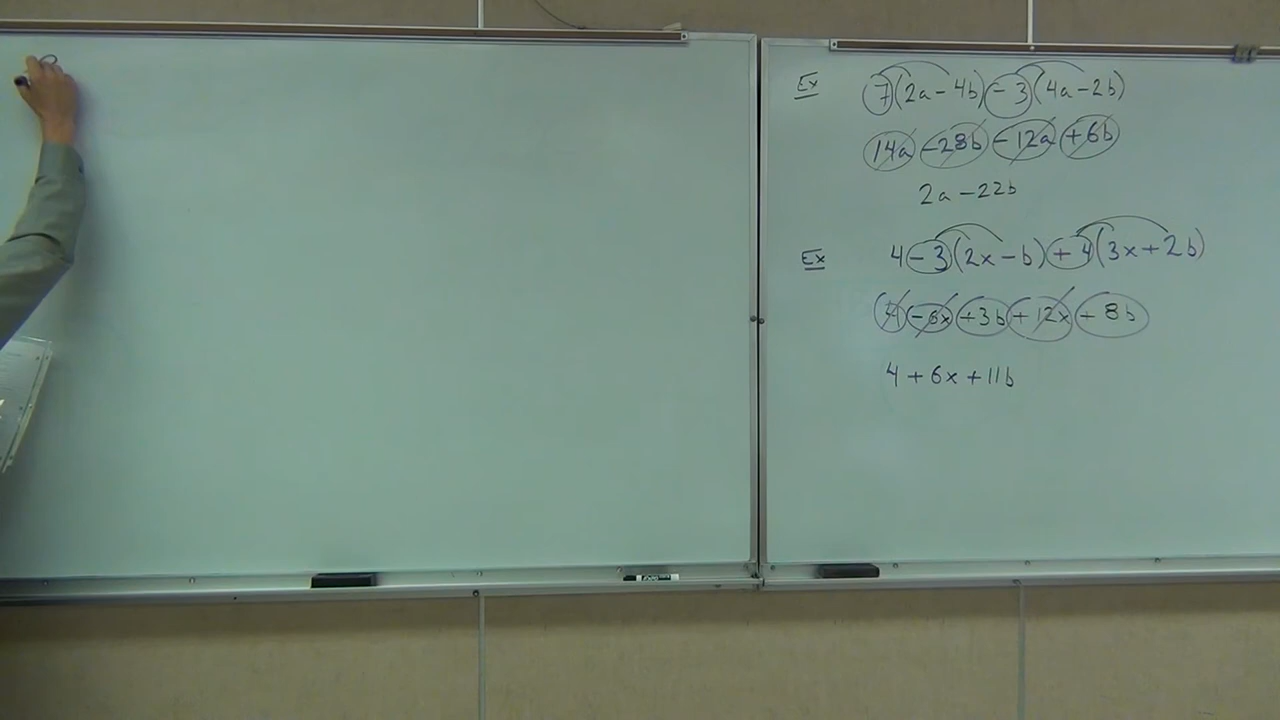 Ex 7(2a-4b)-3(4a-2b)
14a -28b -12a +6b
2a-22b
Ex 4-3(2x-b)+4(3x+2b)
4 -6x +3b +12x +8b
4+6x+11b